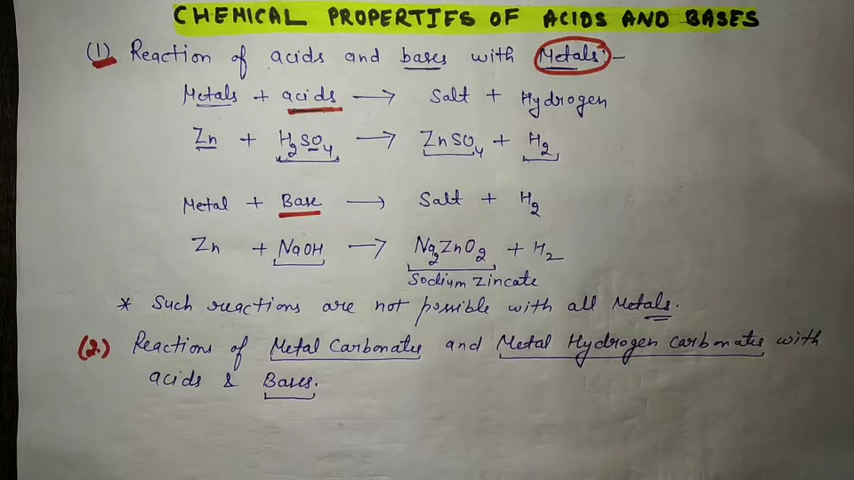 CHEMICAL PROPERTIES OF ACIDS AND BASES
(1) Reaction of acids and bases with Metals:-
Metals + acids → Salt + Hydrogen
Zn + H₂SO₄ → ZnSO₄ + H₂
Metal + Base → Salt + H₂
Zn + NaOH → Na₂ZnO₂ + H₂
Sodium zincate
* Such reactions are not possible with all Metals.
(2.) Reactions of Metal Carbonates and Metal Hydrogen carbonates with
acids & Bases.